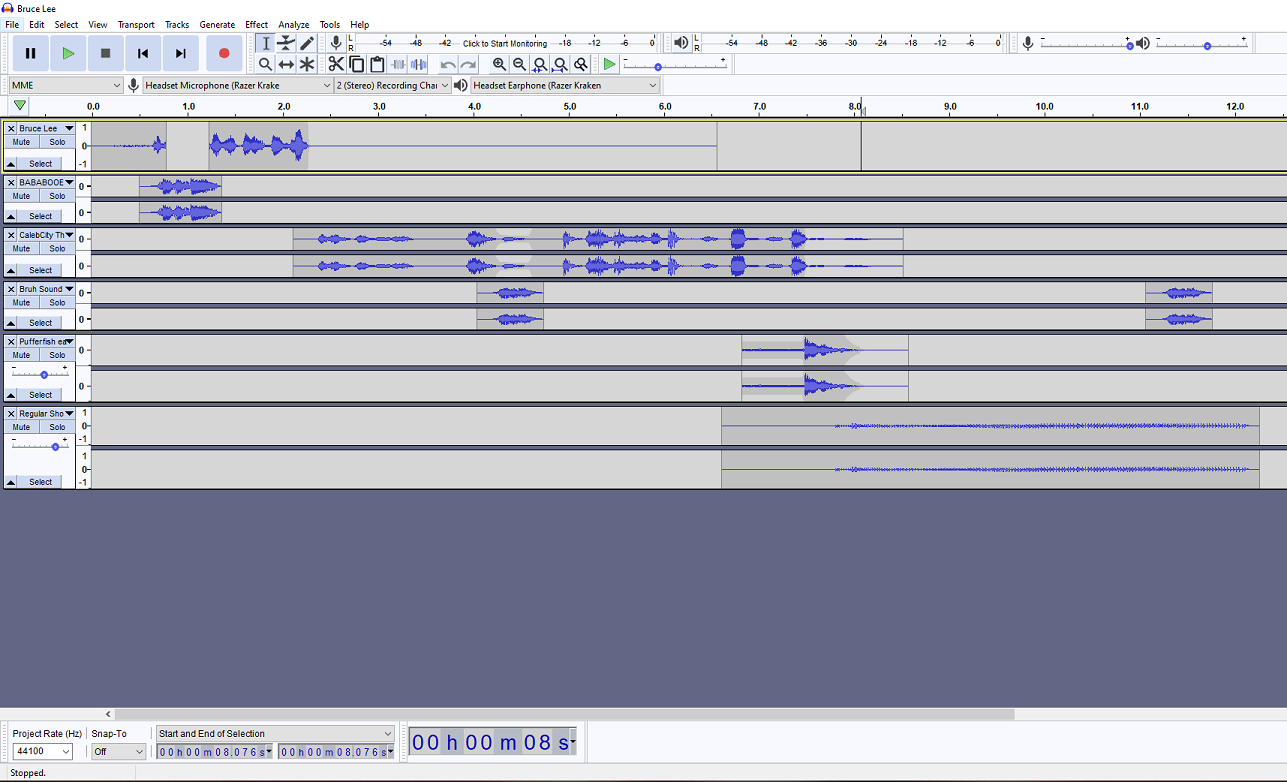 Bruce Lee
File Edit Select View Transport Tracks Generate Effect Analyze Tools Help
L R -54 -48 -42 Click to Start Monitoring -18 -12 -6 0 L R -54 -48 -42 -36 -30 -24 -18 -12 -6 0 - + - +
- +
MME Headset Microphone (Razer Krake 2 (Stereo) Recording Chai Headset Earphone (Razer Kraken
0.0 1.0 2.0 3.0 4.0 5.0 6.0 7.0 8.0 9.0 10.0 11.0 12.0
Bruce Lee 1
Mute Solo 0
Select -1
BABABOOE 0
Mute Solo
Select 0
CalebCity Th 0
Mute Solo
Select 0
Bruh Sound 0
Mute Solo
Select 0
Pufferfish ea 0
Mute Solo
- +
Select 0
Regular Sho 1
Mute Solo 0
- + -1
1
0
Select -1
Project Rate (Hz) Snap-To Start and End of Selection
44100 Off 00 h 00 m 08.076 s 00 h 00 m 08.076 s 00 h 00 m 08 s
Stopped.